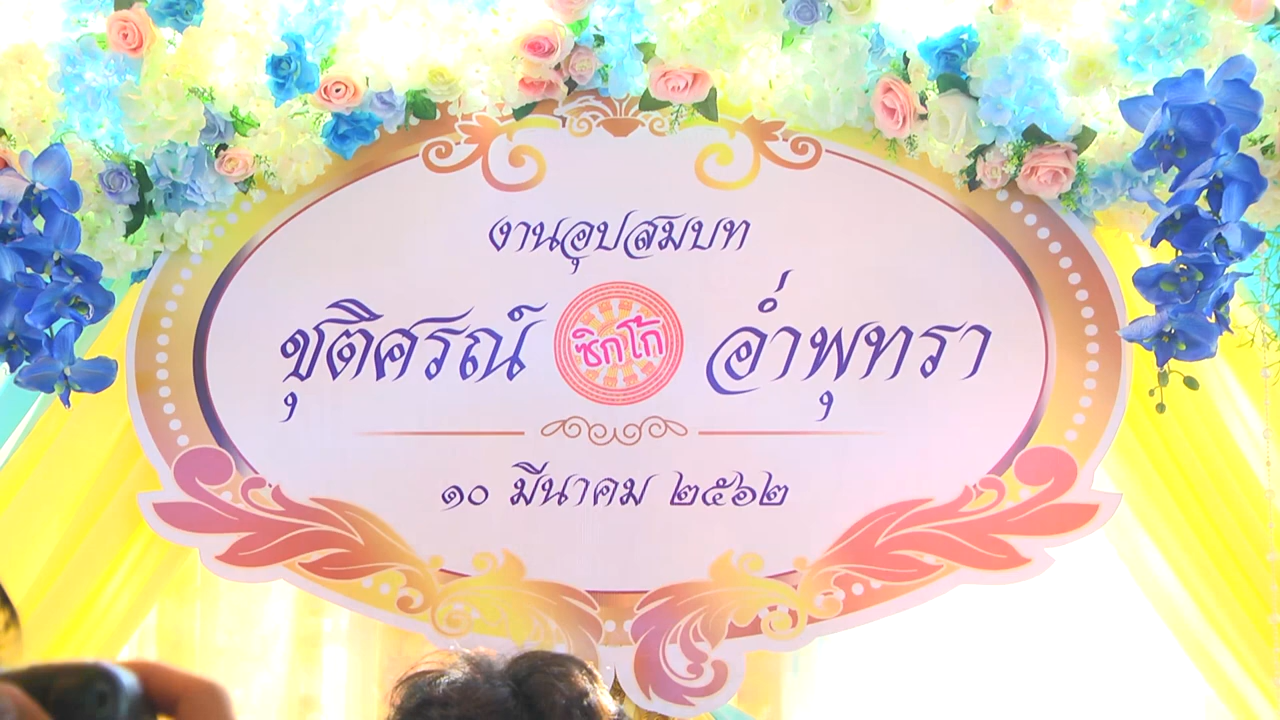 งานอุปสมบท
ชุติศรณ์ ซิกโก้ อ่ำพุทรา
๑๐ มีนาคม ๒๕๖๒